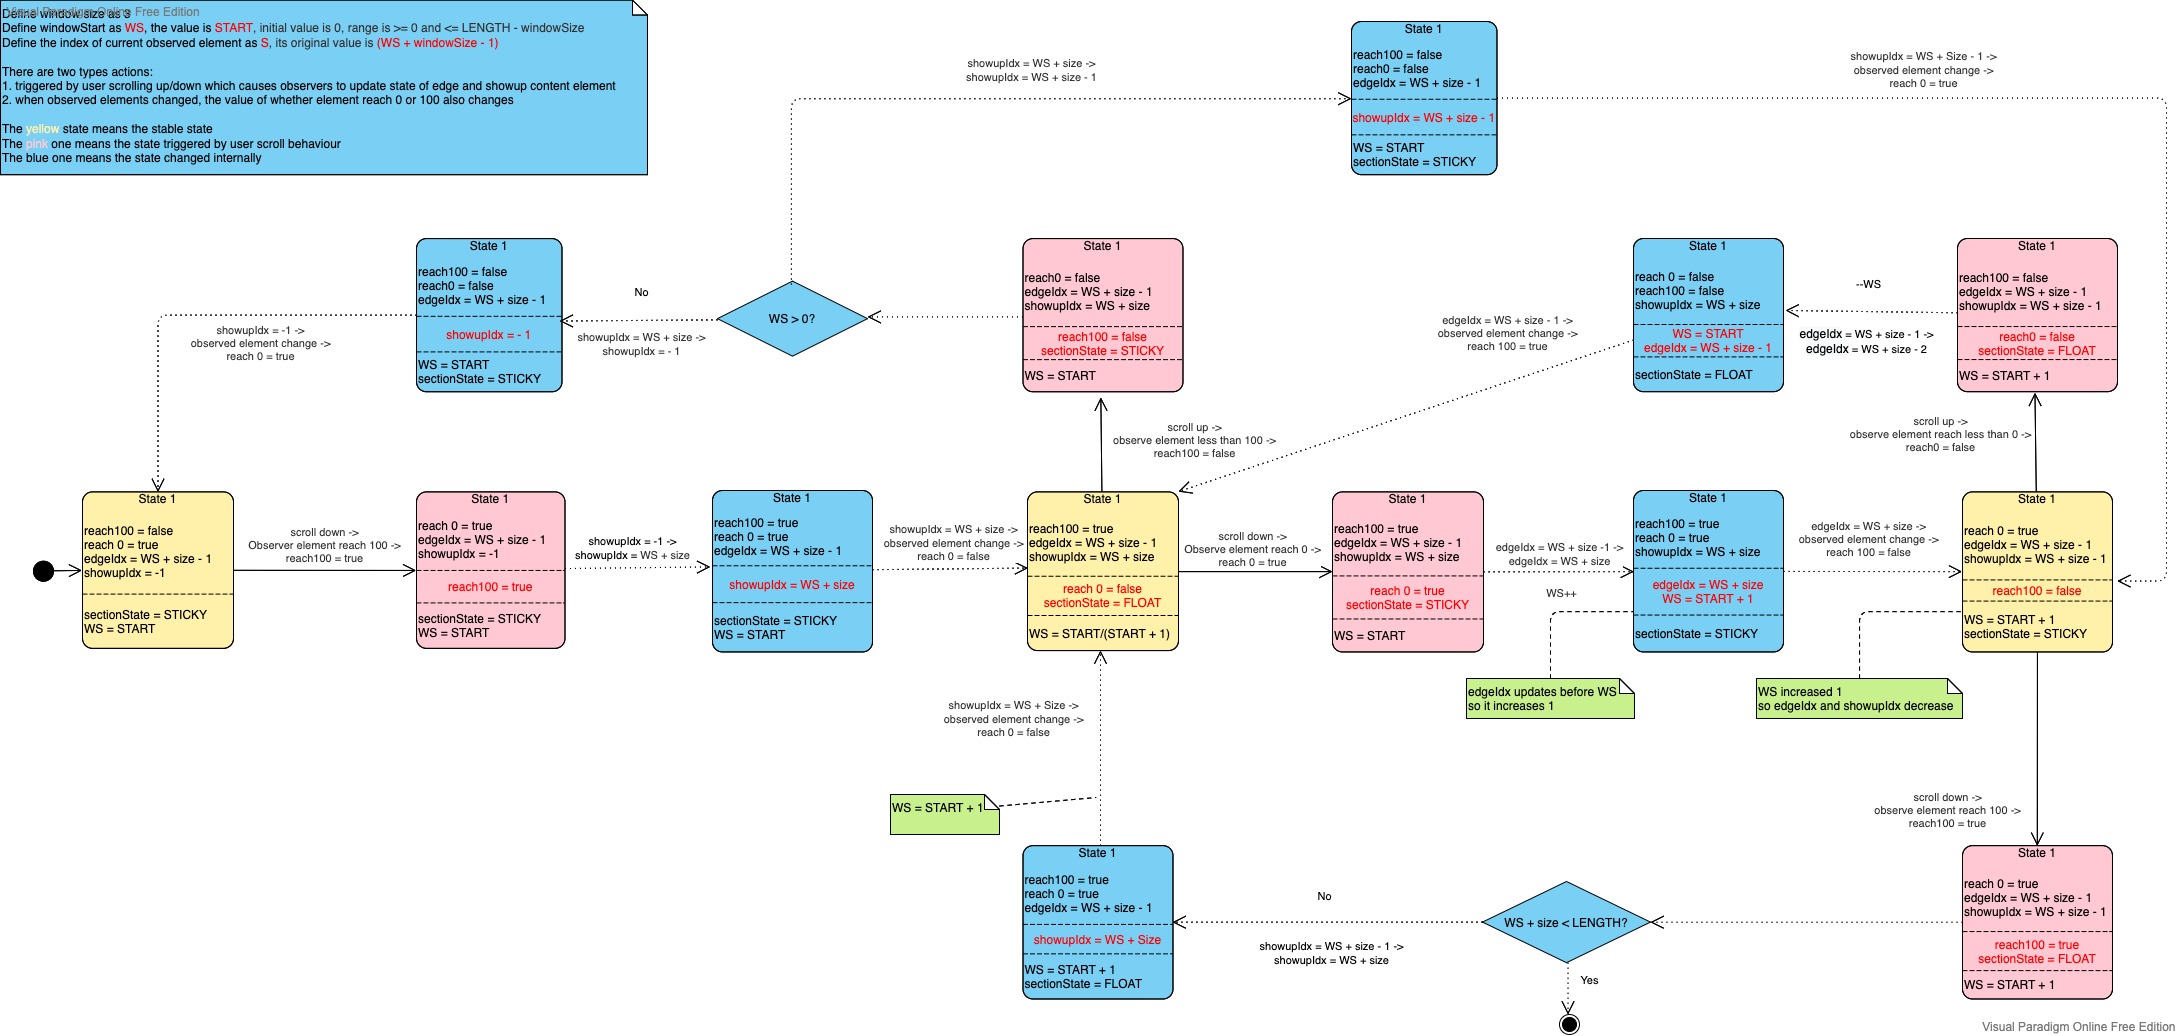 Visual Paradigm Online Free Edition
Define window size as 3
Define windowStart as WS, the value is START, initial value is 0, range is >= 0 and <= LENGTH - windowSize
Define the index of current observed element as S, its original value is (WS + windowSize - 1)
There are two types actions:
1. triggered by user scrolling up/down which causes observers to update state of edge and showup content element
2. when observed elements changed, the value of whether element reach 0 or 100 also changes
The yellow state means the stable state
The pink one means the state triggered by user scroll behaviour
The blue one means the state changed internally
showupIdx = WS + size ->
showupIdx = WS + size - 1
State 1
reach100 = false
reach0 = false
edgeIdx = WS + size - 1
showupIdx = WS + size - 1
WS = START
sectionState = STICKY
showupIdx = WS + Size - 1 ->
observed element change ->
reach 0 = true
State 1
reach100 = false
reach0 = false
edgeIdx = WS + size - 1
showupIdx = - 1
WS = START
sectionState = STICKY
No
showupIdx = WS + size ->
showupIdx = - 1
WS > 0?
State 1
reach0 = false
edgeIdx = WS + size - 1
showupIdx = WS + size
reach100 = false
sectionState = STICKY
WS = START
edgeIdx = WS + size - 1 ->
observed element change ->
reach 100 = true
State 1
reach 0 = false
reach100 = false
showupIdx = WS + size
WS = START
edgeIdx = WS + size - 1
sectionState = FLOAT
--WS
edgeIdx = WS + size - 1 ->
edgeIdx = WS + size - 2
State 1
reach100 = false
edgeIdx = WS + size - 1
showupIdx = WS + size - 1
reach0 = false
sectionState = FLOAT
WS = START + 1
showupIdx = -1 ->
observed element change ->
reach 0 = true
scroll up ->
observe element less than 100 ->
reach100 = false
scroll up ->
observe element reach less than 0 ->
reach0 = false
State 1
reach100 = false
reach 0 = true
edgeIdx = WS + size - 1
showupIdx = -1
sectionState = STICKY
WS = START
scroll down ->
Observer element reach 100 ->
reach100 = true
State 1
reach 0 = true
edgeIdx = WS + size - 1
showupIdx = -1
reach100 = true
sectionState = STICKY
WS = START
showupIdx = -1 ->
showupIdx = WS + size
State 1
reach100 = true
reach 0 = true
edgeIdx = WS + size - 1
showupIdx = WS + size
sectionState = STICKY
WS = START
showupIdx = WS + size ->
observed element change ->
reach 0 = false
State 1
reach100 = true
edgeIdx = WS + size - 1
showupIdx = WS + size
reach 0 = false
sectionState = FLOAT
WS = START/(START + 1)
scroll down ->
Observe element reach 0 ->
reach 0 = true
State 1
reach100 = true
edgeIdx = WS + size - 1
showupIdx = WS + size
reach 0 = true
sectionState = STICKY
WS = START
edgeIdx = WS + size -1 ->
edgeIdx = WS + size
WS++
State 1
reach100 = true
reach 0 = true
showupIdx = WS + size
edgeIdx = WS + size
WS = START + 1
sectionState = STICKY
edgeIdx = WS + size ->
observed element change ->
reach 100 = false
State 1
reach 0 = true
edgeIdx = WS + size - 1
showupIdx = WS + size - 1
reach100 = false
WS = START + 1
sectionState = STICKY
edgeIdx updates before WS
so it increases 1
WS increased 1
so edgeIdx and showupIdx decrease
showupIdx = WS + Size ->
observed element change ->
reach 0 = false
WS = START + 1
scroll down ->
observe element reach 100 ->
reach100 = true
State 1
reach100 = true
reach 0 = true
edgeIdx = WS + size - 1
showupIdx = WS + Size
WS = START + 1
sectionState = FLOAT
No
showupIdx = WS + size - 1 ->
showupIdx = WS + size
WS + size < LENGTH?
Yes
State 1
reach 0 = true
edgeIdx = WS + size - 1
showupIdx = WS + size - 1
reach100 = true
sectionState = FLOAT
WS = START + 1
Visual Paradigm Online Free Edition